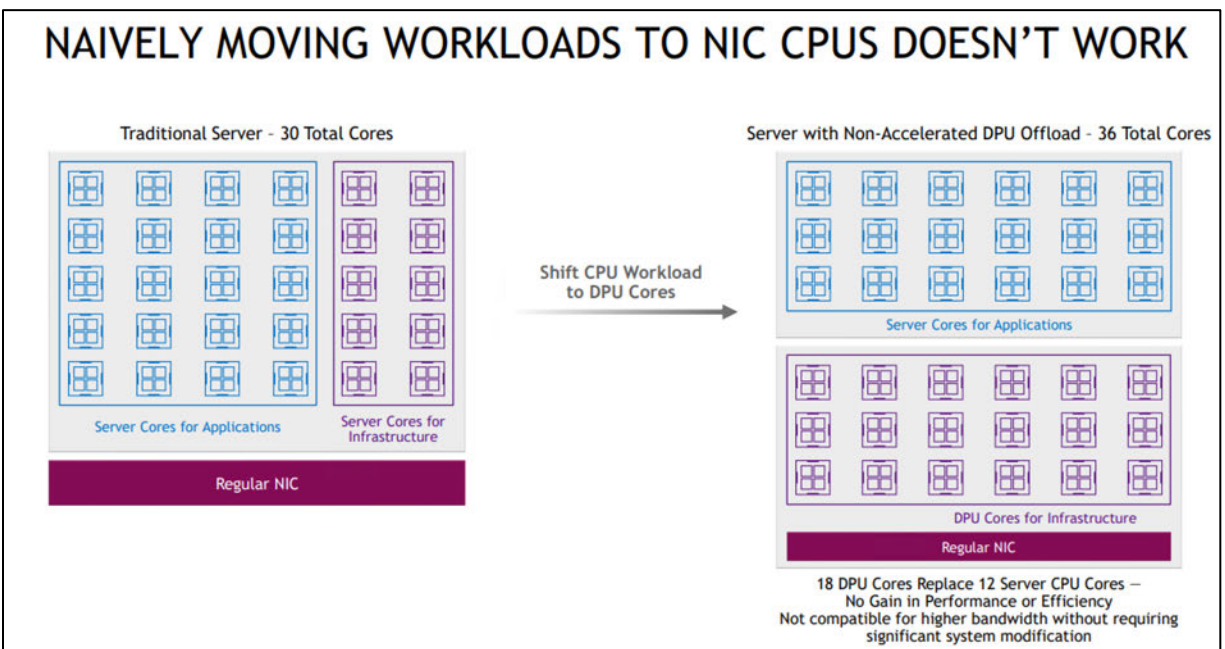 NAIVELY MOVING WORKLOADS TO NIC CPUS DOESN'T WORK
Traditional Server – 30 Total Cores
Server Cores for Applications
Server Cores for
Infrastructure
Regular NIC
Shift CPU Workload
to DPU Cores
Server with Non-Accelerated DPU Offload – 36 Total Cores
Server Cores for Applications
DPU Cores for Infrastructure
Regular NIC
18 DPU Cores Replace 12 Server CPU Cores —
No Gain in Performance or Efficiency
Not compatible for higher bandwidth without requiring
significant system modification